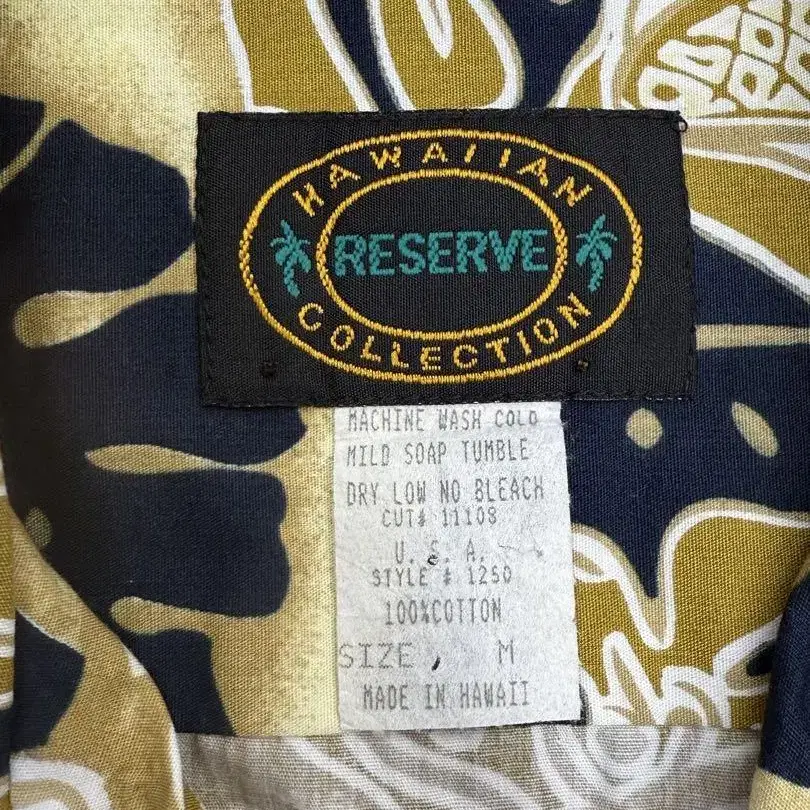 HAWAIIAN
RESERVE
COLLECTION
MACHINE WASH COLD
MILD SOAP TUMBLE
DRY LOW NO BLEACH
CUT# 11108
U. S. A.
STYLE # 1250
100%COTTON
SIZE , M
MADE IN HAWAII